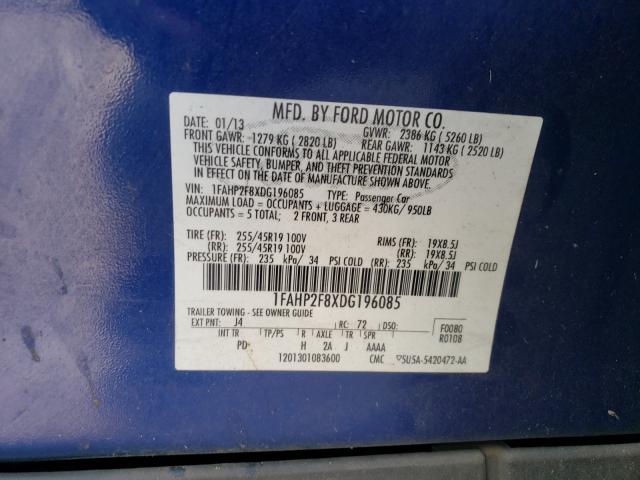 MFD. BY FORD MOTOR CO.
DATE: 01/13 GVWR: 2386 KG ( 5260 LB)
FRONT GAWR: 1279 KG ( 2820 LB) REAR GAWR: 1143 KG ( 2520 LB)
THIS VEHICLE CONFORMS TO ALL APPLICABLE FEDERAL MOTOR
VEHICLE SAFETY, BUMPER, AND THEFT PREVENTION STANDARDS
IN EFFECT ON THE DATE OF MANUFACTURE SHOWN ABOVE.
VIN: 1FAHP2F8XDG196085 TYPE: Passenger Car
MAXIMUM LOAD = OCCUPANTS + LUGGAGE = 430KG/ 950LB
OCCUPANTS = 5 TOTAL; 2 FRONT, 3 REAR
TIRE (FR): 255/45R19 100V RIMS (FR): 19X8.5J
(RR): 255/45R19 100V (RR): 19X8.5J
PRESSURE (FR): 235 kPa/ 34 PSI COLD (RR): 235 kPa/ 34 PSI COLD
1FAHP2F8XDG196085
TRAILER TOWING - SEE OWNER GUIDE
EXT PNT: J4 RC: 72 DSO: F0080
INT TR TP/PS R AXLE TR SPR R0108
PD H 2A J AAAA
1201301083600 CMC 5U5A-5420472-AA